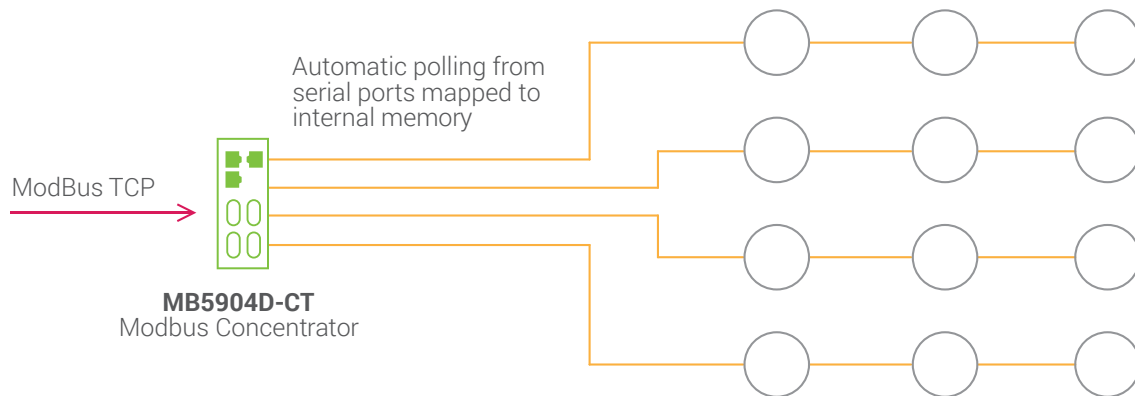 Automatic polling from
serial ports mapped to
internal memory
ModBus TCP
MB5904D-CT
Modbus Concentrator